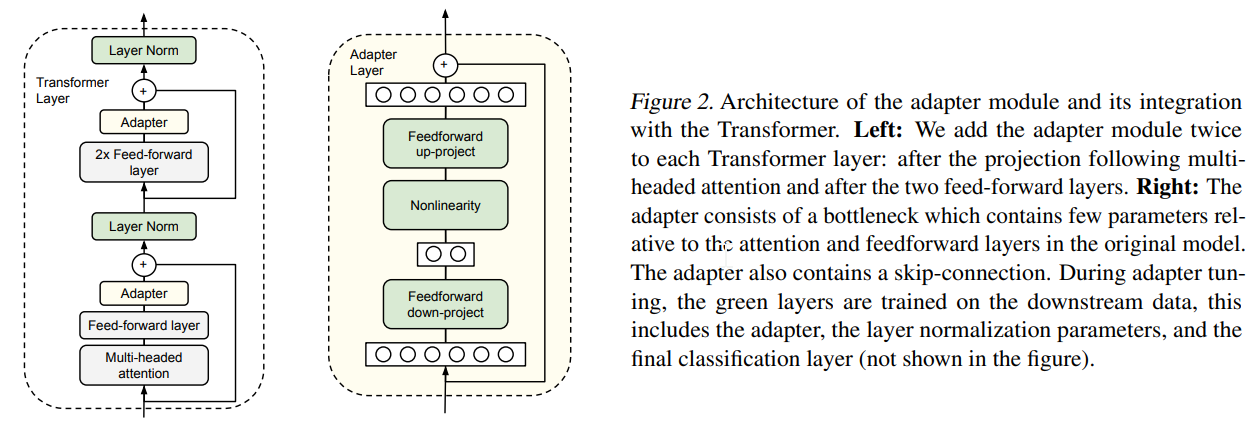 Layer Norm
Transformer
Layer
+
Adapter
2x Feed-forward
layer
Layer Norm
+
Adapter
Feed-forward layer
Multi-headed
attention
Adapter
Layer
+
Feedforward
up-project
Nonlinearity
Feedforward
down-project
Figure 2. Architecture of the adapter module and its integration
with the Transformer. Left: We add the adapter module twice
to each Transformer layer: after the projection following multi-
headed attention and after the two feed-forward layers. Right: The
adapter consists of a bottleneck which contains few parameters rel-
ative to the attention and feedforward layers in the original model.
The adapter also contains a skip-connection. During adapter tun-
ing, the green layers are trained on the downstream data, this
includes the adapter, the layer normalization parameters, and the
final classification layer (not shown in the figure).